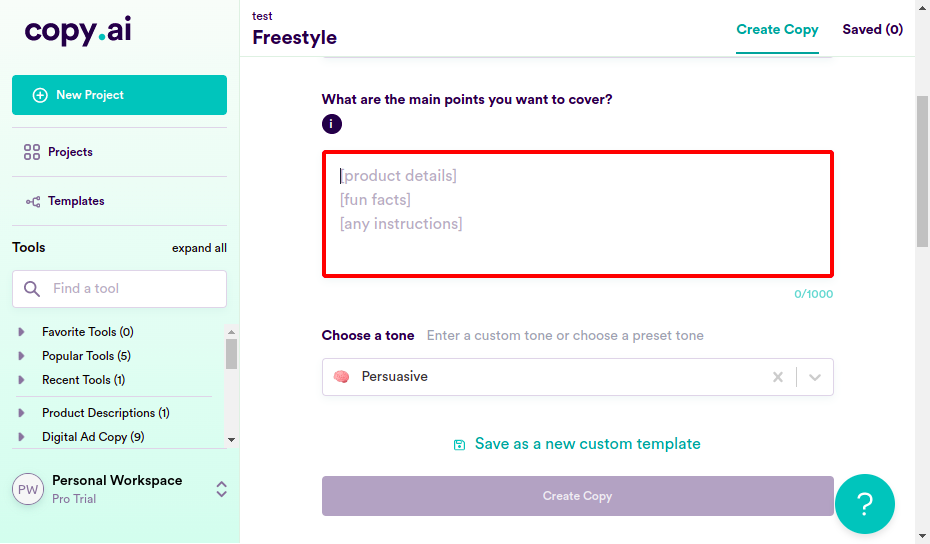 copy.ai
New Project
Projects
Templates
Tools
expand all
Find a tool
Favorite Tools (0)
Popular Tools (5)
Recent Tools (1)
Product Descriptions (1)
Digital Ad Copy (9)
PW
Personal Workspace
Pro Trial
test
Freestyle
Create Copy
Saved (0)
What are the main points you want to cover?
i
[product details]
[fun facts]
[any instructions]
0/1000
Choose a tone Enter a custom tone or choose a preset tone
Persuasive
Save as a new custom template
Create Copy
?